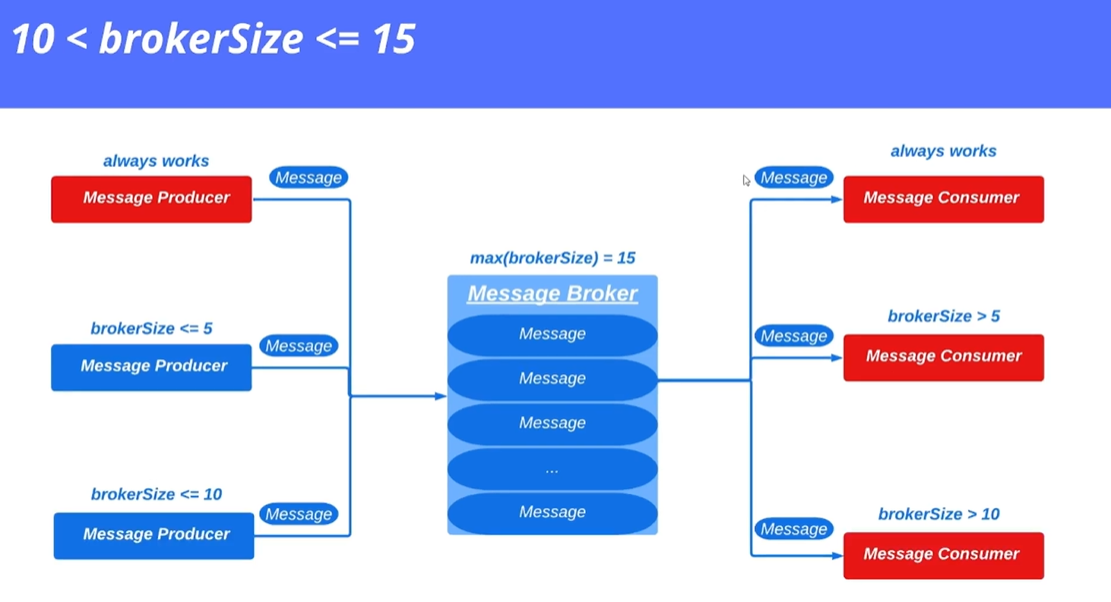 10 < brokerSize <= 15
always works
Message Producer
Message
brokerSize <= 5
Message Producer
Message
brokerSize <= 10
Message Producer
Message
max(brokerSize) = 15
Message Broker
Message
Message
Message
...
Message
always works
Message
Message Consumer
brokerSize > 5
Message
Message Consumer
brokerSize > 10
Message
Message Consumer